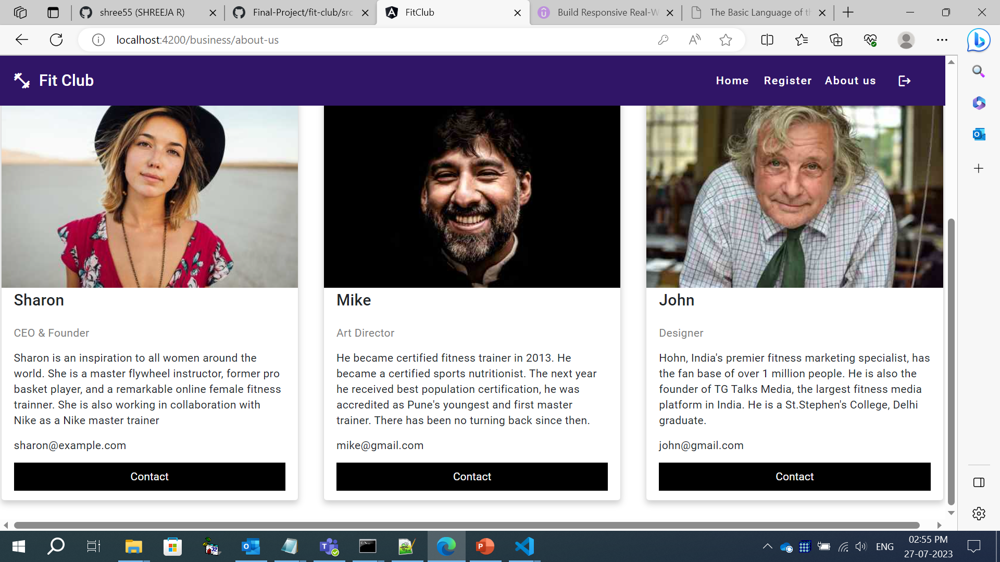 shree55 (SHREEJA R)
Final-Project/fit-club/src
FitClub
Build Responsive Real-W
The Basic Language of th
localhost:4200/business/about-us
Fit Club
Home Register About us
Sharon
CEO & Founder
Sharon is an inspiration to all women around the
world. She is a master flywheel instructor, former pro
basket player, and a remarkable online female fitness
trainner. She is also working in collaboration with
Nike as a Nike master trainer
sharon@example.com
Contact
Mike
Art Director
He became certified fitness trainer in 2013. He
became a certified sports nutritionist. The next year
he received best population certification, he was
accredited as Pune's youngest and first master
trainer. There has been no turning back since then.
mike@gmail.com
Contact
John
Designer
Hohn, India's premier fitness marketing specialist, has
the fan base of over 1 million people. He is also the
founder of TG Talks Media, the largest fitness media
platform in India. He is a St.Stephen's College, Delhi
graduate.
john@gmail.com
Contact
ENG
02:55 PM
27-07-2023